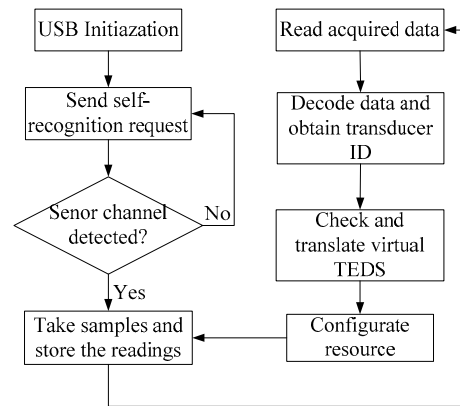 USB Initiazation
Send self-
recognition request
Senor channel
detected?
No
Yes
Take samples and
store the readings
Read acquired data
Decode data and
obtain transducer
ID
Check and
translate virtual
TEDS
Configurate
resource